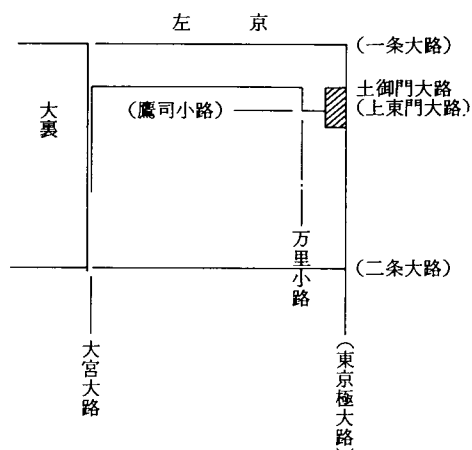 左京
(一条大路)
土御門大路
(上東門大路)
(鷹司小路)
大裏
万里小路
(二条大路)
大宮大路
(東京極大路)